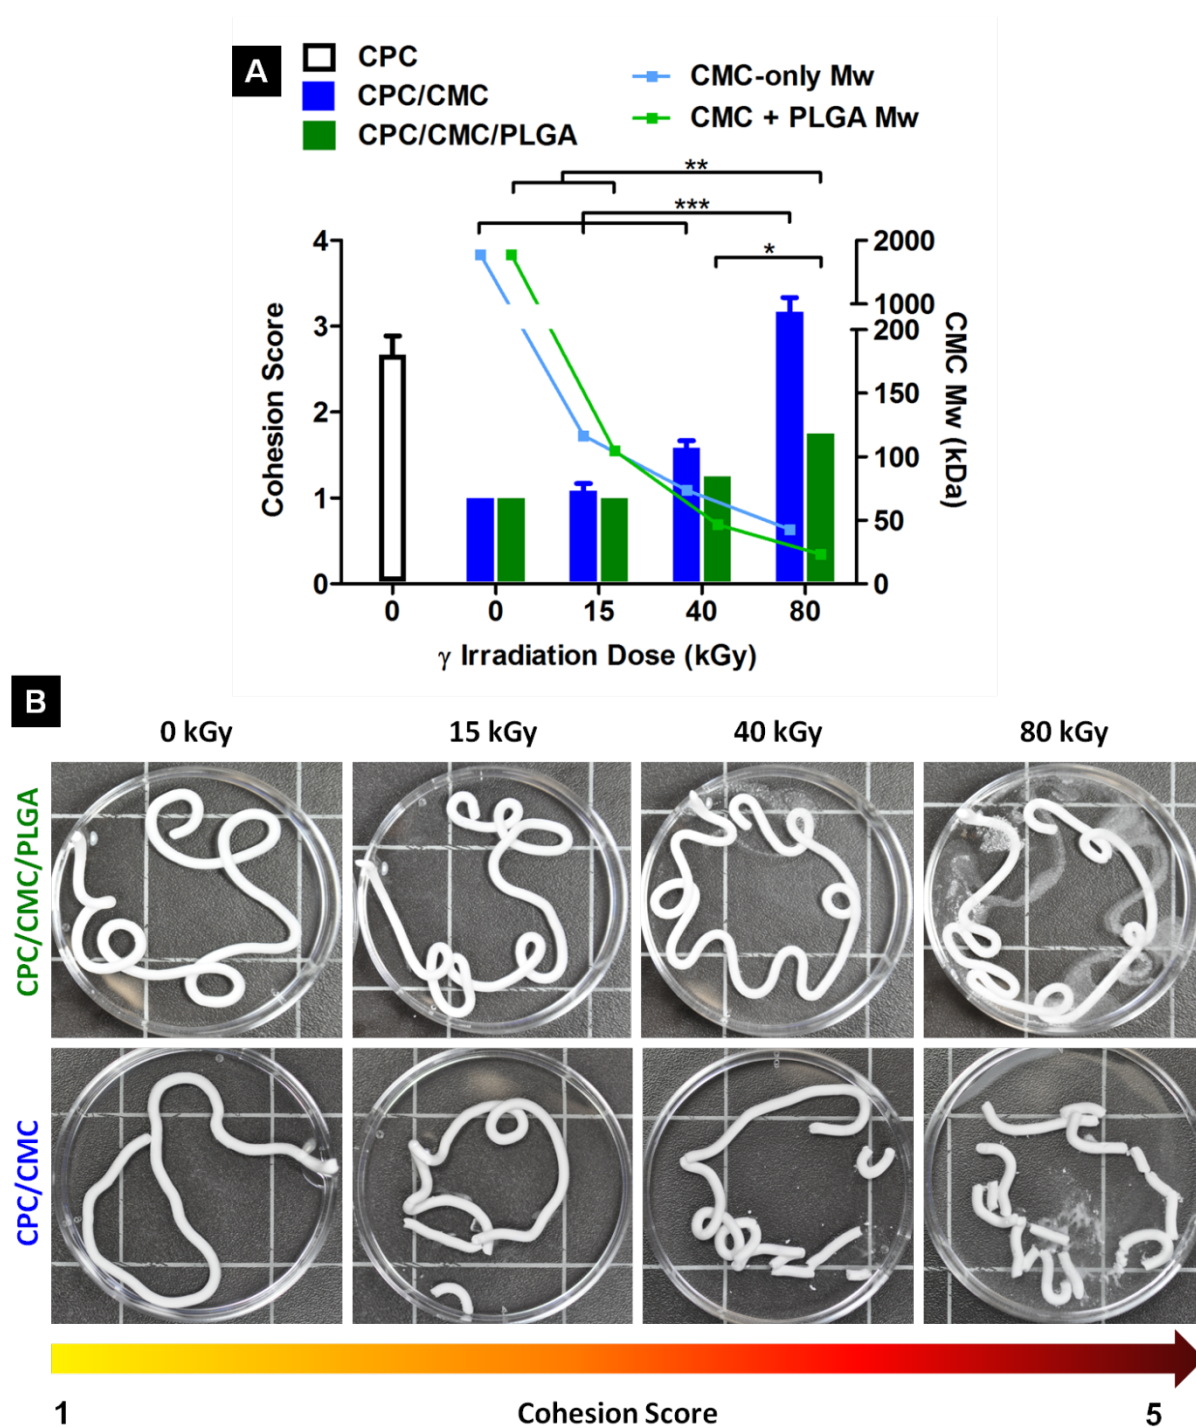 A
CPC
CPC/CMC
CPC/CMC/PLGA
CMC-only Mw
CMC + PLGA Mw
**
***
*
4
3
2
1
0
Cohesion Score
2000
1000
200
150
100
50
0
CMC Mw (kDa)
0
0
15
40
80
γ Irradiation Dose (kGy)
B
0 kGy
15 kGy
40 kGy
80 kGy
CPC/CMC/PLGA
CPC/CMC
1
Cohesion Score
5